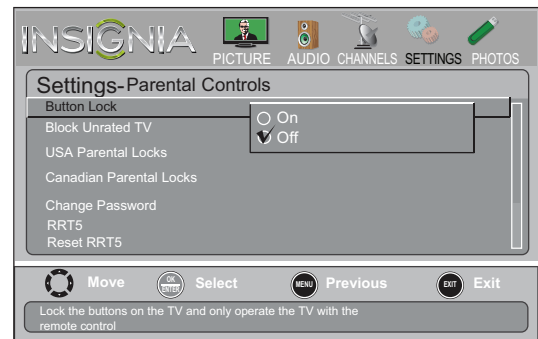 INSIGNIA
PICTURE AUDIO CHANNELS SETTINGS PHOTOS
Settings-Parental Controls
Button Lock
On
Off
Block Unrated TV
USA Parental Locks
Canadian Parental Locks
Change Password
RRT5
Reset RRT5
Move OK ENTER Select MENU Previous EXIT Exit
Lock the buttons on the TV and only operate the TV with the
remote control